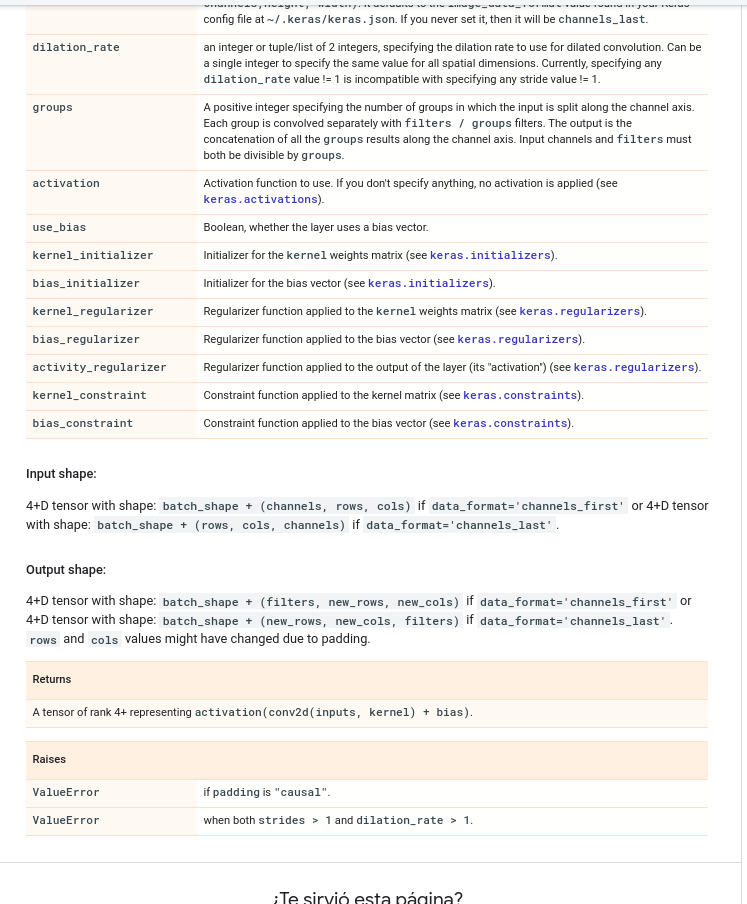 config file at ~/.keras/keras.json. If you never set it, then it will be channels_last.
dilation_rate
an integer or tuple/list of 2 integers, specifying the dilation rate to use for dilated convolution. Can be
a single integer to specify the same value for all spatial dimensions. Currently, specifying any
dilation_rate value != 1 is incompatible with specifying any stride value != 1.
groups
A positive integer specifying the number of groups in which the input is split along the channel axis.
Each group is convolved separately with filters / groups filters. The output is the
concatenation of all the groups results along the channel axis. Input channels and filters must
both be divisible by groups.
activation
Activation function to use. If you don't specify anything, no activation is applied (see
keras.activations).
use_bias
Boolean, whether the layer uses a bias vector.
kernel_initializer
Initializer for the kernel weights matrix (see keras.initializers).
bias_initializer
Initializer for the bias vector (see keras.initializers).
kernel_regularizer
Regularizer function applied to the kernel weights matrix (see keras.regularizers).
bias_regularizer
Regularizer function applied to the bias vector (see keras.regularizers).
activity_regularizer
Regularizer function applied to the output of the layer (its "activation") (see keras.regularizers).
kernel_constraint
Constraint function applied to the kernel matrix (see keras.constraints).
bias_constraint
Constraint function applied to the bias vector (see keras.constraints).
Input shape:
4+D tensor with shape: batch_shape + (channels, rows, cols) if data_format='channels_first' or 4+D tensor
with shape: batch_shape + (rows, cols, channels) if data_format='channels_last'.
Output shape:
4+D tensor with shape: batch_shape + (filters, new_rows, new_cols) if data_format='channels_first' or
4+D tensor with shape: batch_shape + (new_rows, new_cols, filters) if data_format='channels_last'.
rows and cols values might have changed due to padding.
Returns
A tensor of rank 4+ representing activation(conv2d(inputs, kernel) + bias).
Raises
ValueError
if padding is "causal".
ValueError
when both strides > 1 and dilation_rate > 1.
¿Te sirvió esta página?